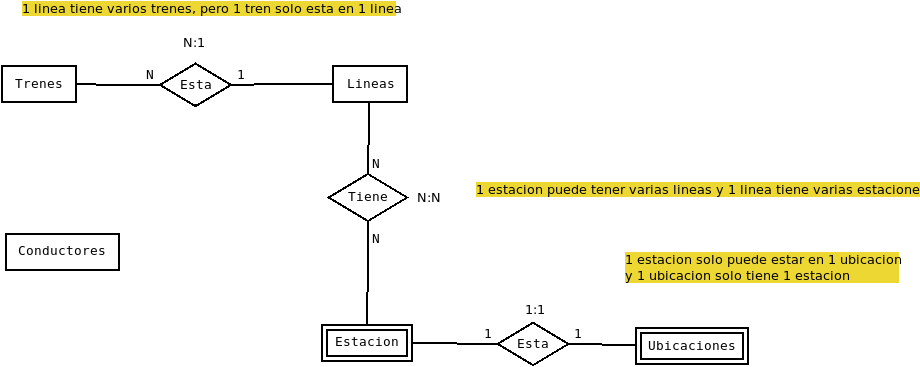 1 linea tiene varios trenes, pero 1 tren solo esta en 1 linea
N:1
Trenes
N
Esta
1
Lineas
N
Tiene
N:N
1 estacion puede tener varias lineas y 1 linea tiene varias estacione
N
Conductores
1 estacion solo puede estar en 1 ubicacion
y 1 ubicacion solo tiene 1 estacion
1:1
Estacion
1
Esta
1
Ubicaciones